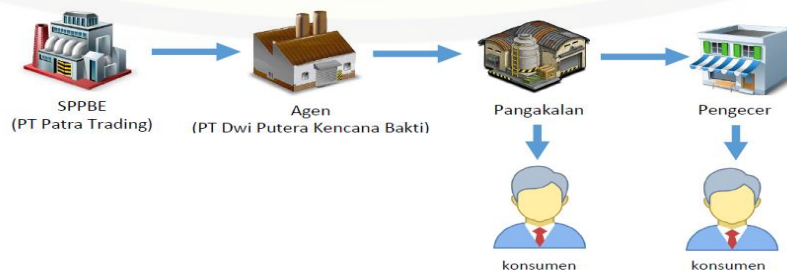 SPPBE
(PT Patra Trading)
Agen
(PT Dwi Putera Kencana Bakti)
Pangakalan
Pengecer
konsumen
konsumen